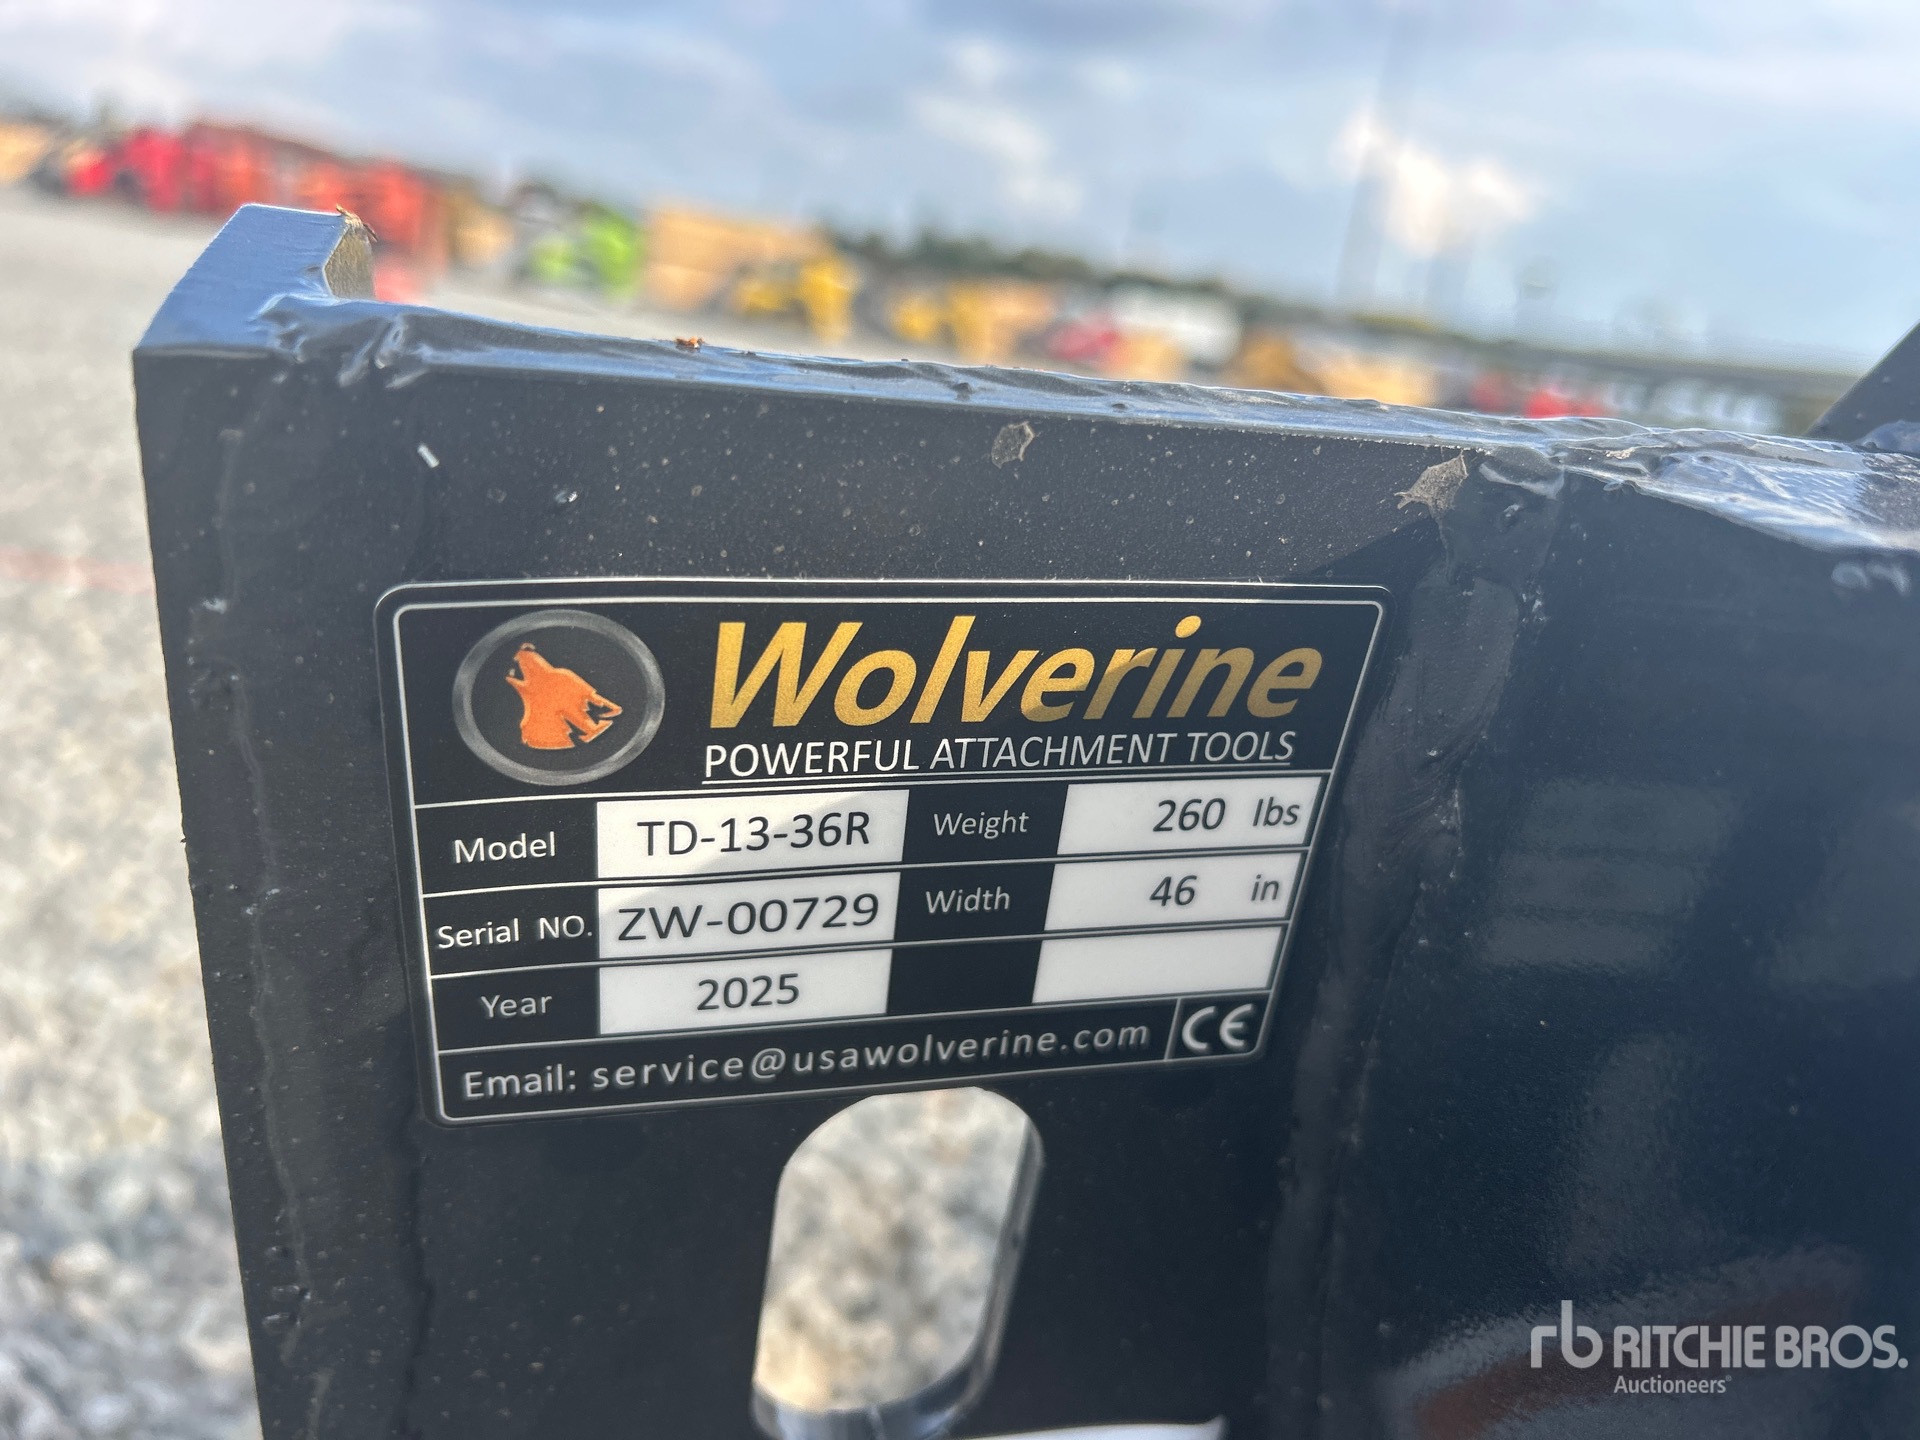 Wolverine
POWERFUL ATTACHMENT TOOLS
Model TD-13-36R Weight 260 lbs
Serial NO. ZW-00729 Width 46 in
Year 2025
Email: service@usawolverine.com CE
rb RITCHIE BROS.
Auctioneers